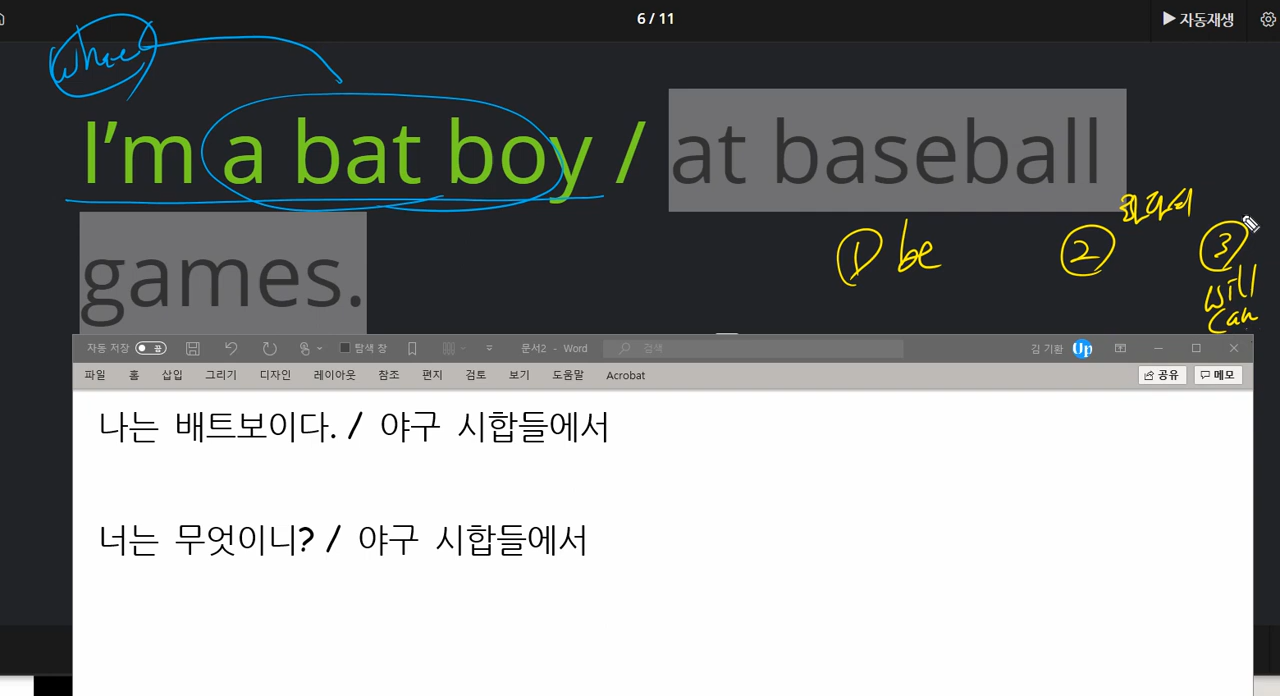 6 / 11
▶ 자동재생
what
I'm a bat boy / at baseball
games.
① be
②
③
will
can
자동 저장 끔 탐색 창 문서2 - Word 검색 김 기환 Up
파일 홈 삽입 그리기 디자인 레이아웃 참조 편지 검토 보기 도움말 Acrobat 공유 메모
나는 배트보이다. / 야구 시합들에서
너는 무엇이니? / 야구 시합들에서